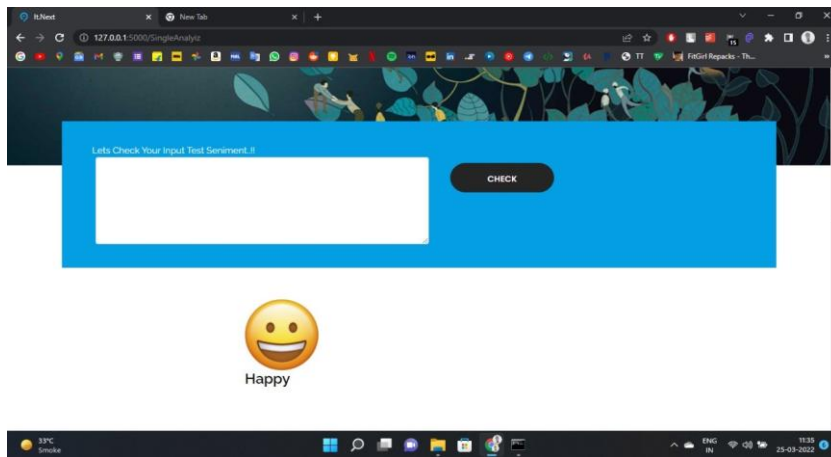 It.Next
New Tab
127.0.0.1:5000/SingleAnalyiz
TT
FitGirl Repacks - Th...
Lets Check Your Input Test Seniment..!!
CHECK
Happy
33°C
Smoke
ENG
IN
11:35
25-03-2022